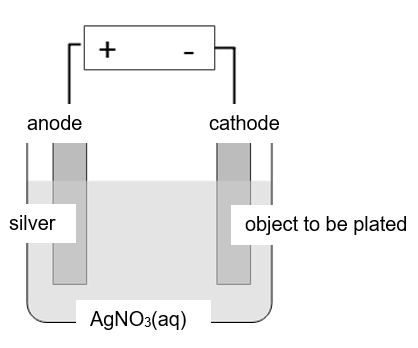 + -
anode cathode
silver object to be plated
AgNO₃(aq)